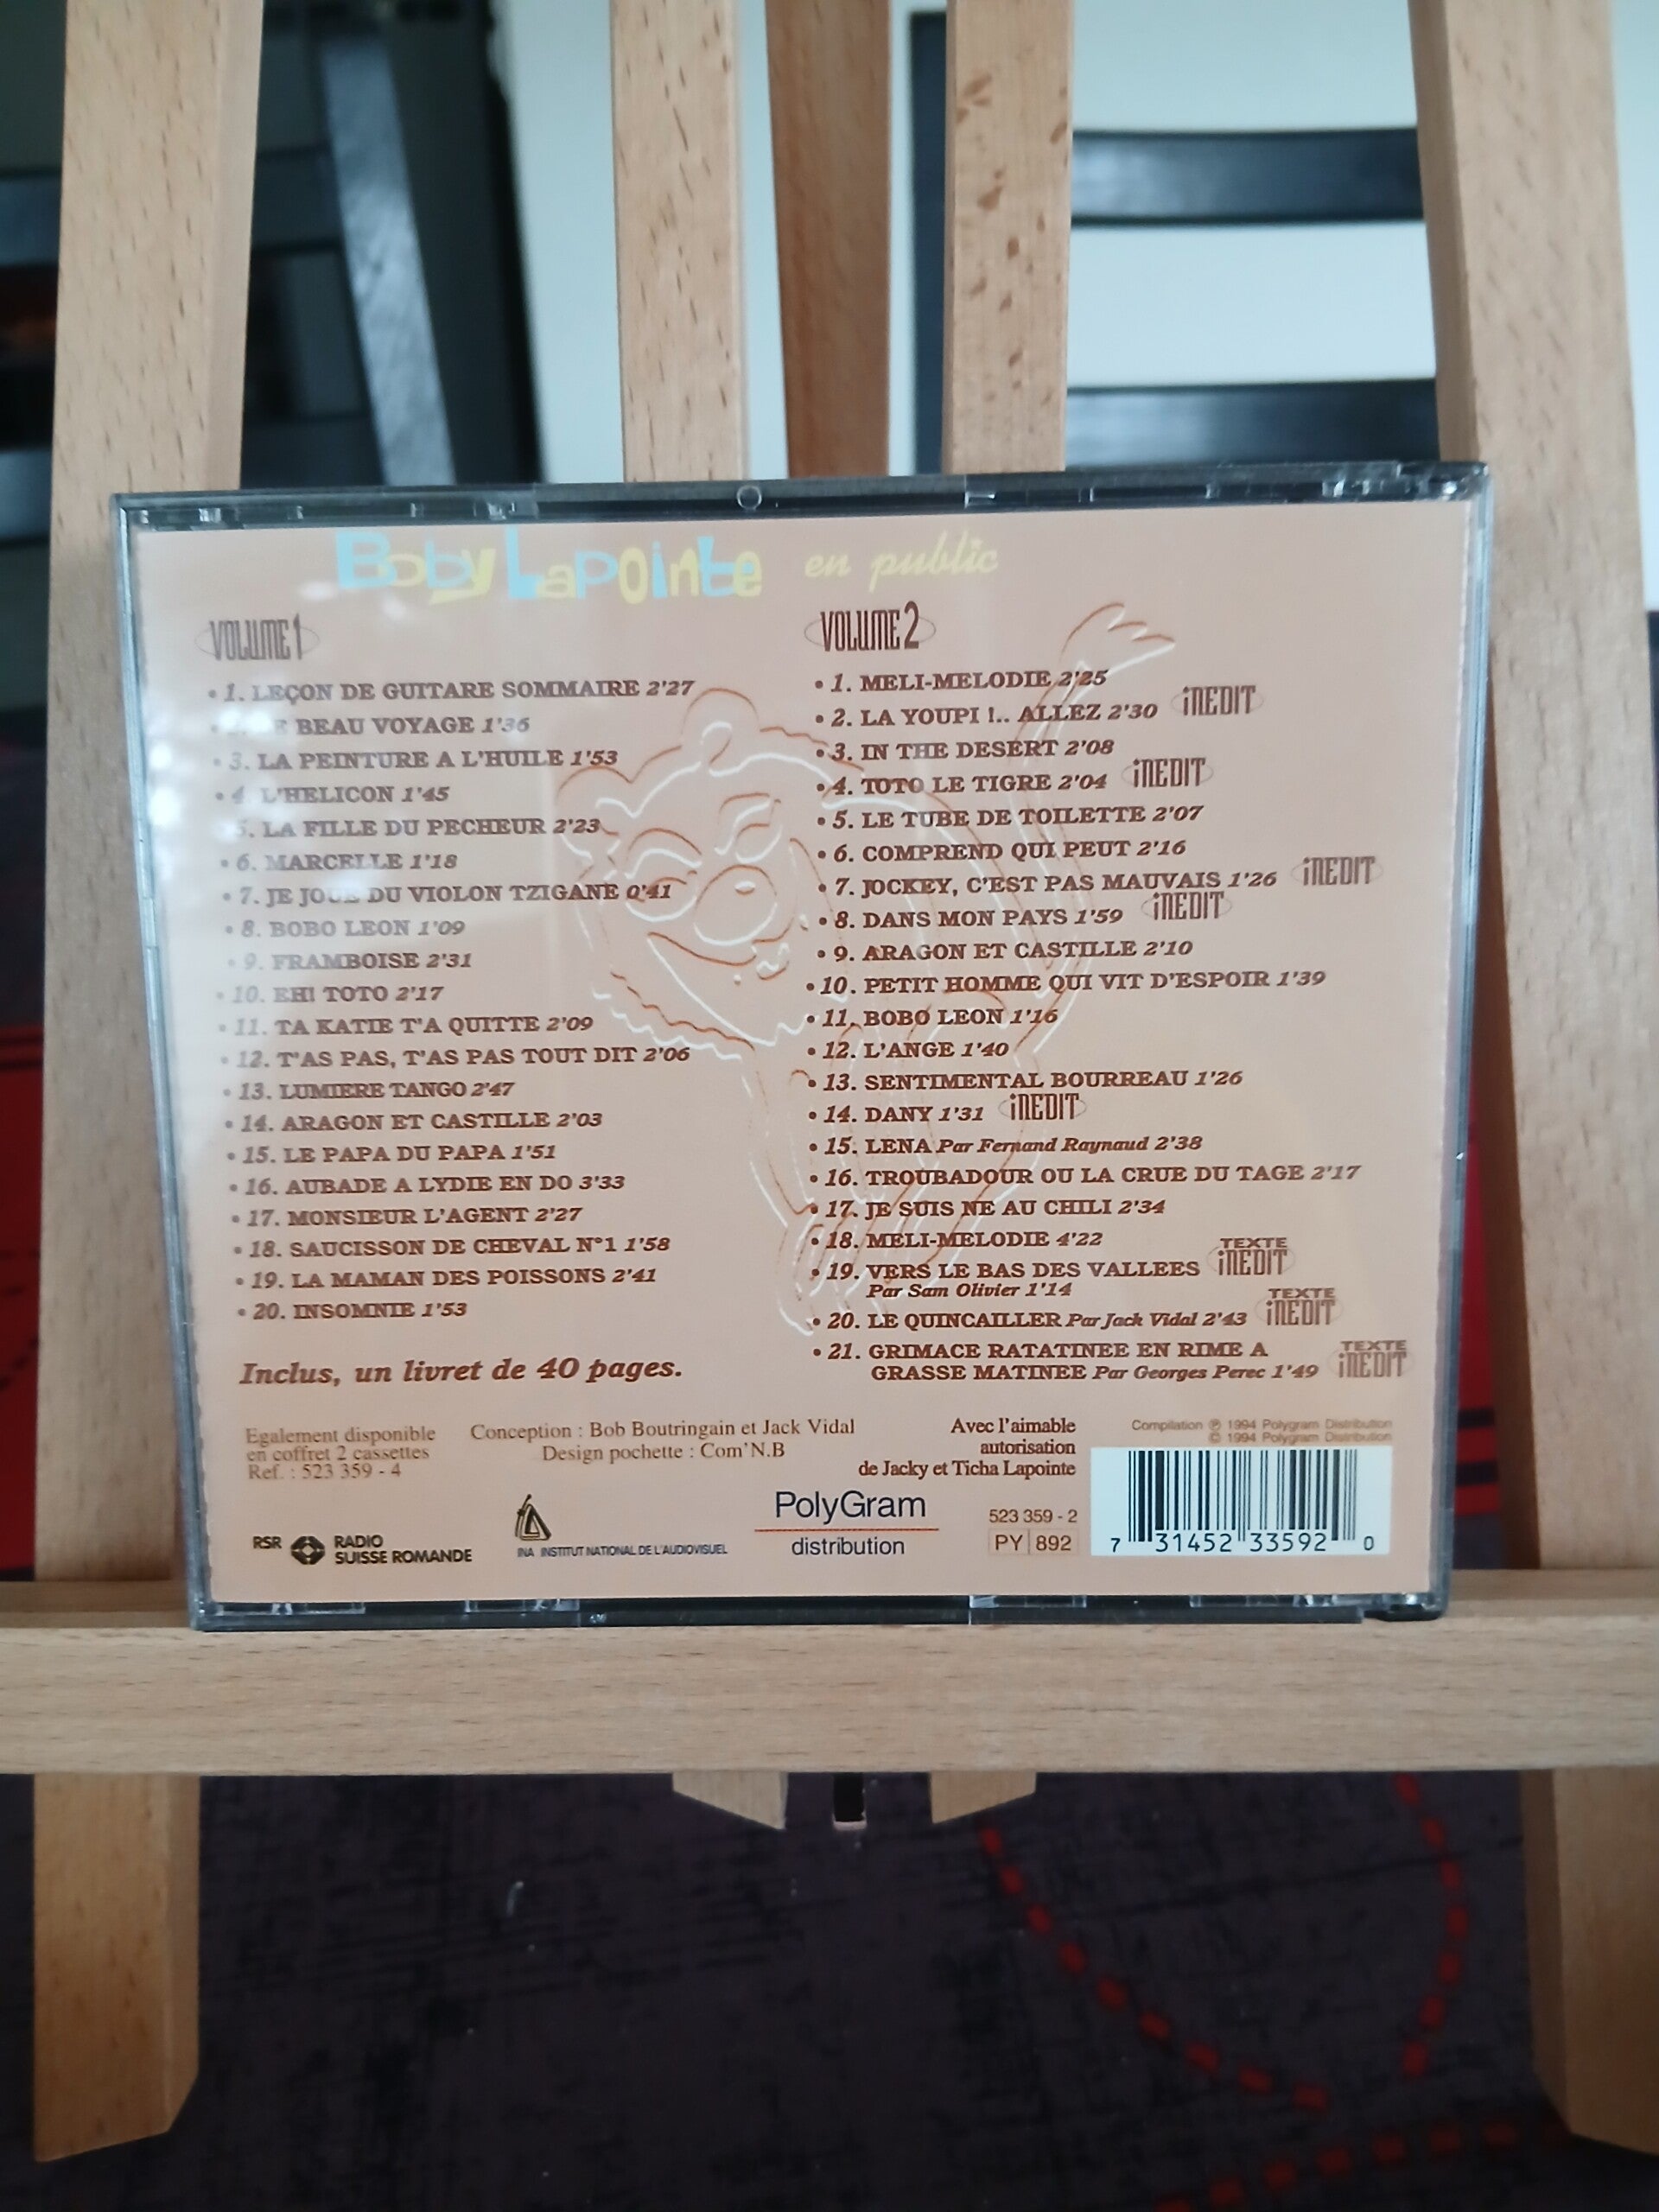 Boby Lapointe en public
VOLUME 1
• 1. LEÇON DE GUITARE SOMMAIRE 2'27
BEAU VOYAGE 1'36
• 3. LA PEINTURE A L'HUILE 1'53
• 4. L'HELICON 1'45
5. LA FILLE DU PECHEUR 2'23
• 6. MARCELLE 1'18
• 7. JE JOUE DU VIOLON TZIGANE 0'41
• 8. BOBO LEON 1'09
• 9. FRAMBOISE 2'31
• 10. EH! TOTO 2'17
• 11. TA KATIE T'A QUITTE 2'09
• 12. T'AS PAS, T'AS PAS TOUT DIT 2'06
• 13. LUMIERE TANGO 2'47
• 14. ARAGON ET CASTILLE 2'03
• 15. LE PAPA DU PAPA 1'51
• 16. AUBADE A LYDIE EN DO 3'33
• 17. MONSIEUR L'AGENT 2'27
• 18. SAUCISSON DE CHEVAL N°1 1'58
• 19. LA MAMAN DES POISSONS 2'41
• 20. INSOMNIE 1'53
Inclus, un livret de 40 pages.
VOLUME 2
• 1. MELI-MELODIE 2'25
• 2. LA YOUPI !.. ALLEZ 2'30 iNEDIT
• 3. IN THE DESERT 2'08
• 4. TOTO LE TIGRE 2'04 iNEDIT
• 5. LE TUBE DE TOILETTE 2'07
• 6. COMPREND QUI PEUT 2'16
• 7. JOCKEY, C'EST PAS MAUVAIS 1'26 iNEDIT
• 8. DANS MON PAYS 1'59 iNEDIT
• 9. ARAGON ET CASTILLE 2'10
• 10. PETIT HOMME QUI VIT D'ESPOIR 1'39
• 11. BOBO LEON 1'16
• 12. L'ANGE 1'40
• 13. SENTIMENTAL BOURREAU 1'26
• 14. DANY 1'31 iNEDIT
• 15. LENA Par Fernand Raynaud 2'38
• 16. TROUBADOUR OU LA CRUE DU TAGE 2'17
• 17. JE SUIS NE AU CHILI 2'34
• 18. MELI-MELODIE 4'22
• 19. VERS LE BAS DES VALLEES TEXTE iNEDIT
Par Sam Olivier 1'14
• 20. LE QUINCAILLER Par Jack Vidal 2'43 TEXTE iNEDIT
• 21. GRIMACE RATATINEE EN RIME A
GRASSE MATINEE Par Georges Perec 1'49 TEXTE iNEDIT
Egalement disponible
en coffret 2 cassettes
Ref. : 523 359 - 4
Conception : Bob Boutringain et Jack Vidal
Design pochette : Com'N.B
Avec l'aimable
autorisation
de Jacky et Ticha Lapointe
Compilation ℗ 1994 Polygram Distribution
© 1994 Polygram Distribution
RSR RADIO
SUISSE ROMANDE
INA INSTITUT NATIONAL DE L'AUDIOVISUEL
PolyGram
distribution
523 359 - 2
PY 892
7 31452 33592 0